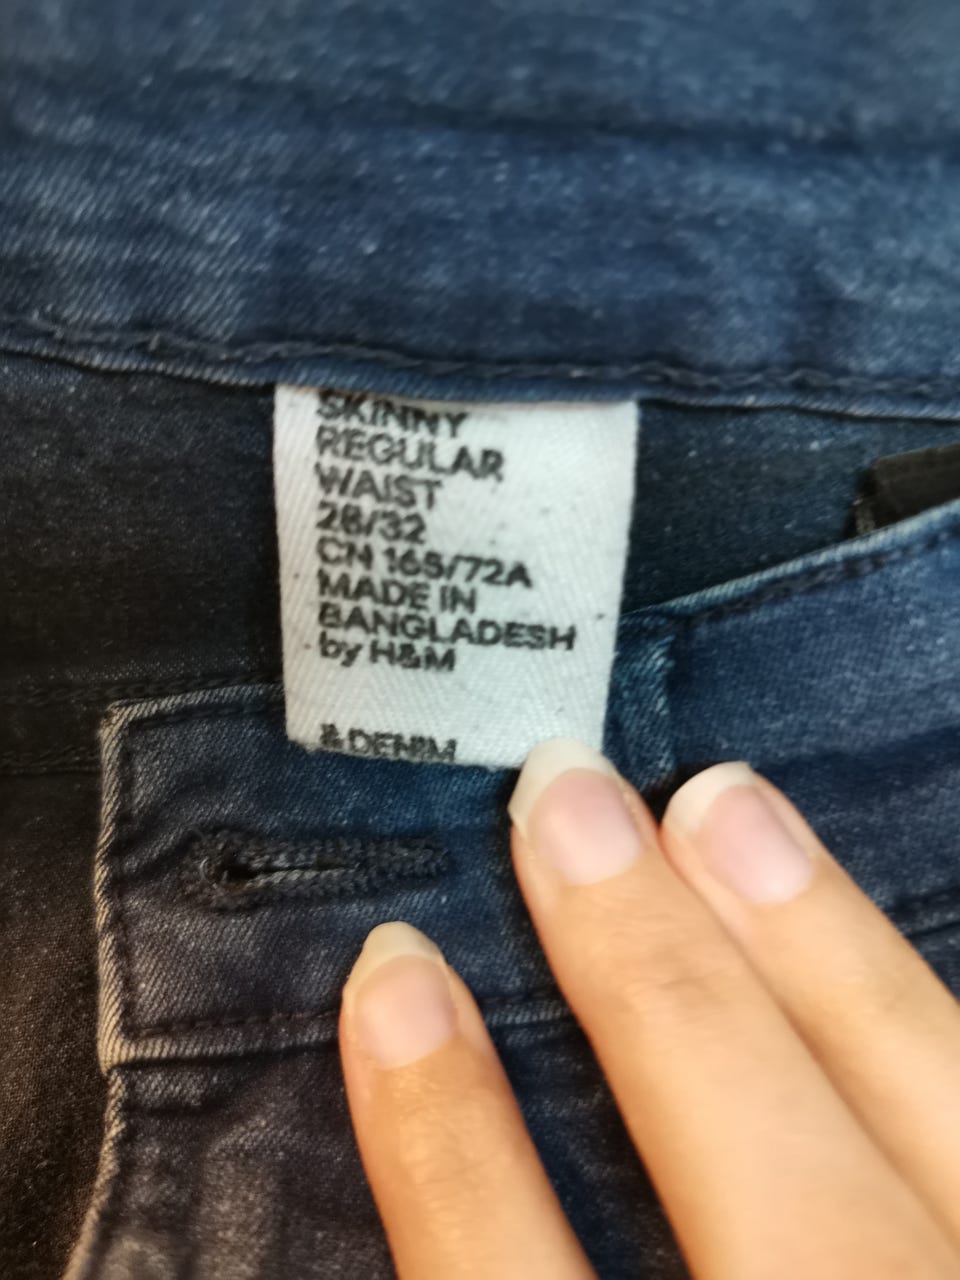 SKINNY
REGULAR
WAIST
28/32
CN 165/72A
MADE IN
BANGLADESH
by H&M
& DENIM